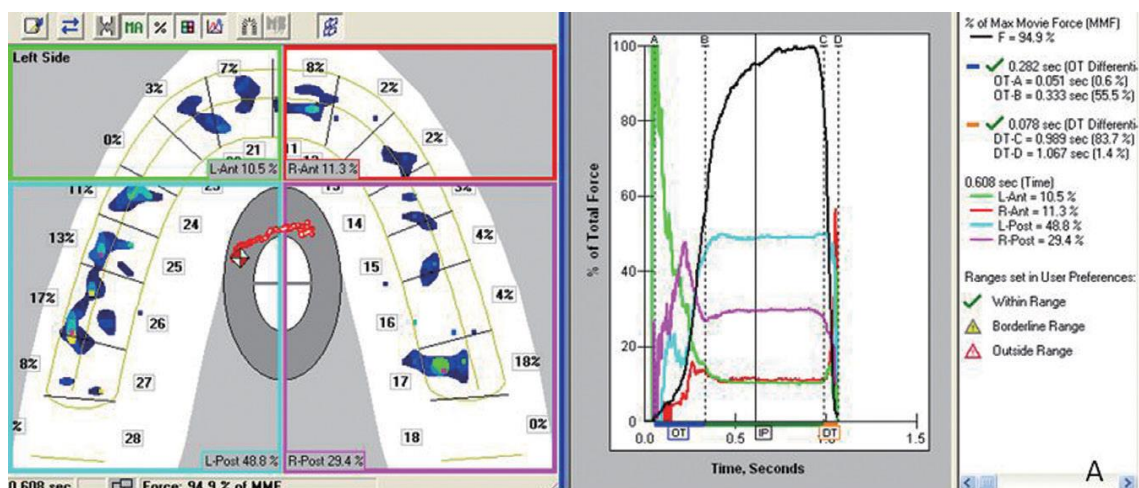 MA
%
Left Side
7%
8%
3%
2%
0%
2%
21
11
L-Ant 10.5 %
R-Ant 11.3 %
11%
3%
24
14
4%
13%
25
15
4%
17%
26
16
18%
8%
27
17
28
18
%
0%
L-Post 48.8 %
R-Post 29.4 %
0.608 sec
Force: 94.9 % of MMF
% of Total Force
100
80
60
40
20
0
A
B
C
D
OT
IP
DT
0.0
0.5
1.0
1.5
Time, Seconds
% of Max Movie Force (MMF)
F = 94.9 %
0.282 sec (OT Differenti
OT-A = 0.051 sec (0.6 %)
OT-B = 0.333 sec (55.5 %
0.078 sec (DT Differenti
DT-C = 0.989 sec (83.7 %)
DT-D = 1.067 sec (1.4 %)
0.608 sec (Time)
L-Ant = 10.5 %
R-Ant = 11.3 %
L-Post = 48.8 %
R-Post = 29.4 %
Ranges set in User Preferences:
Within Range
Borderline Range
Outside Range
A